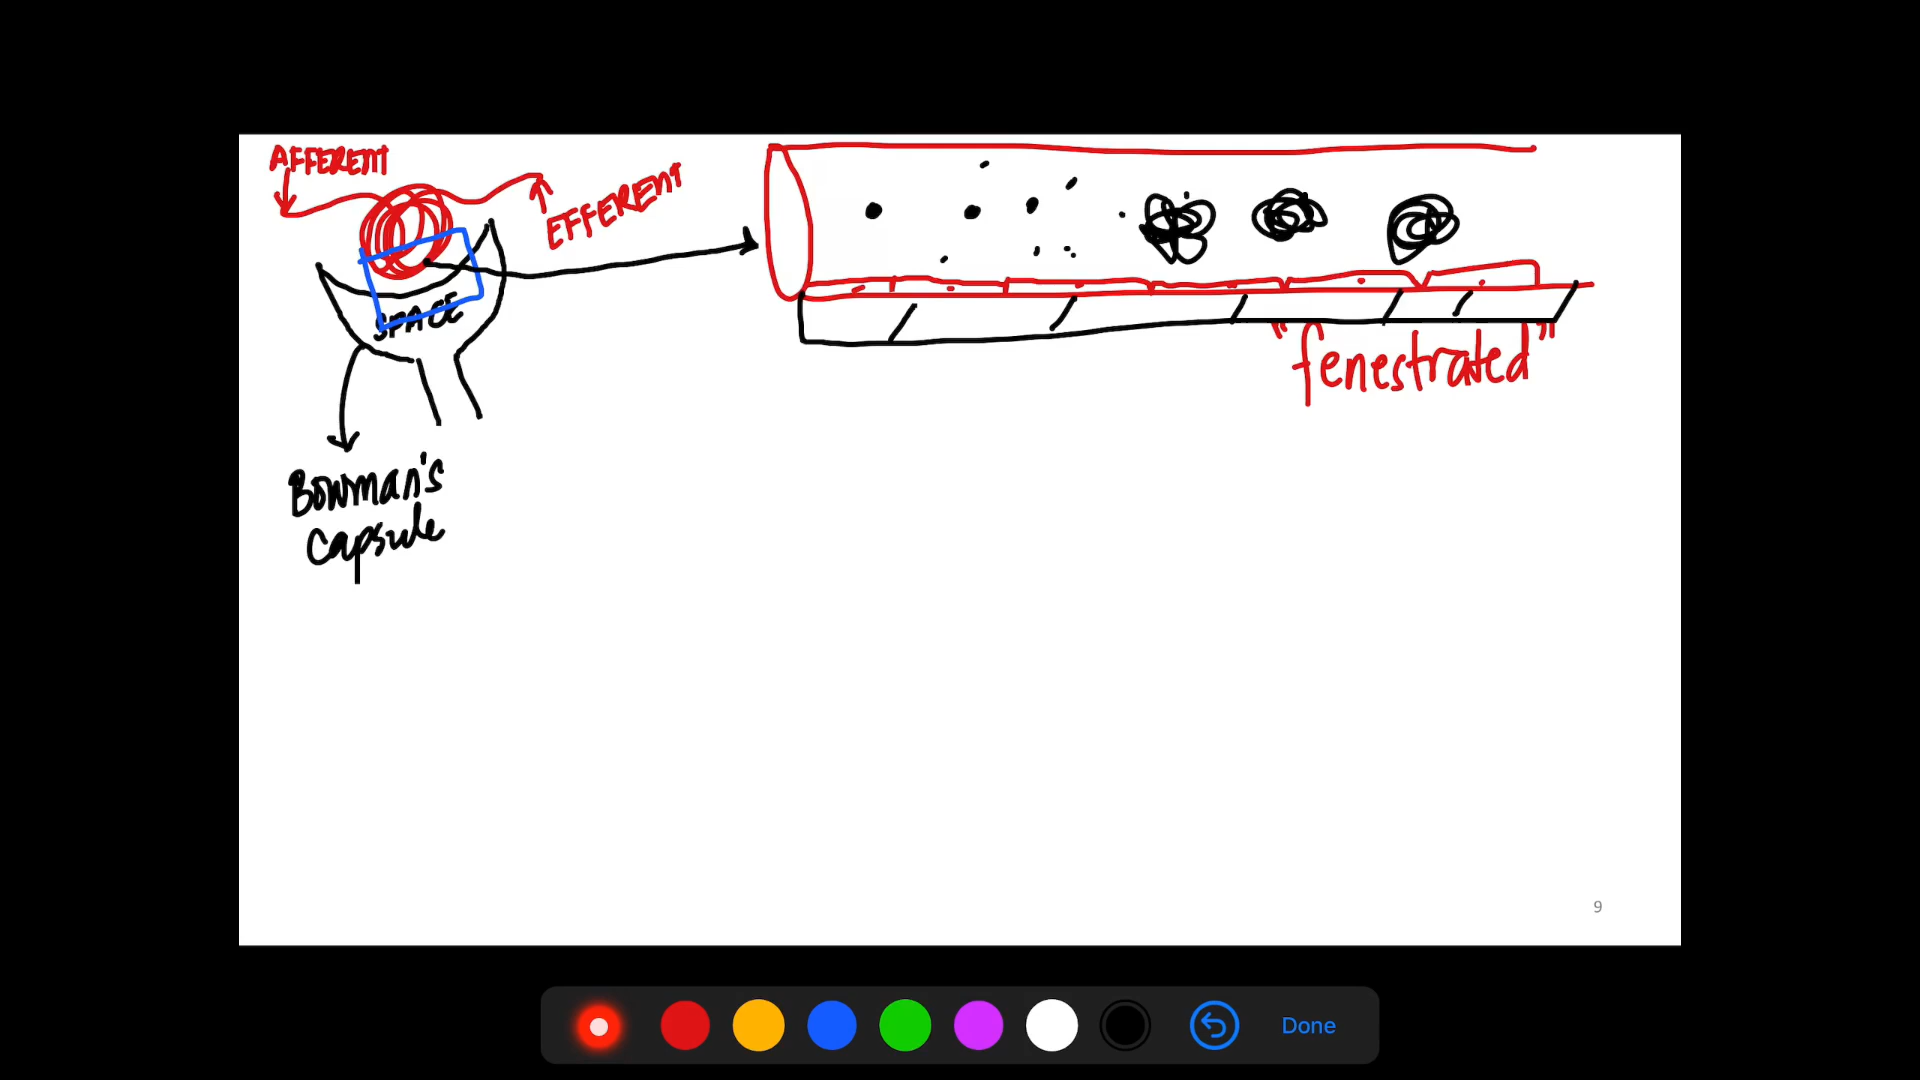 AFFERENT
EFFERENT
SPACE
"fenestrated"
Bowman's
Capsule
9
Done